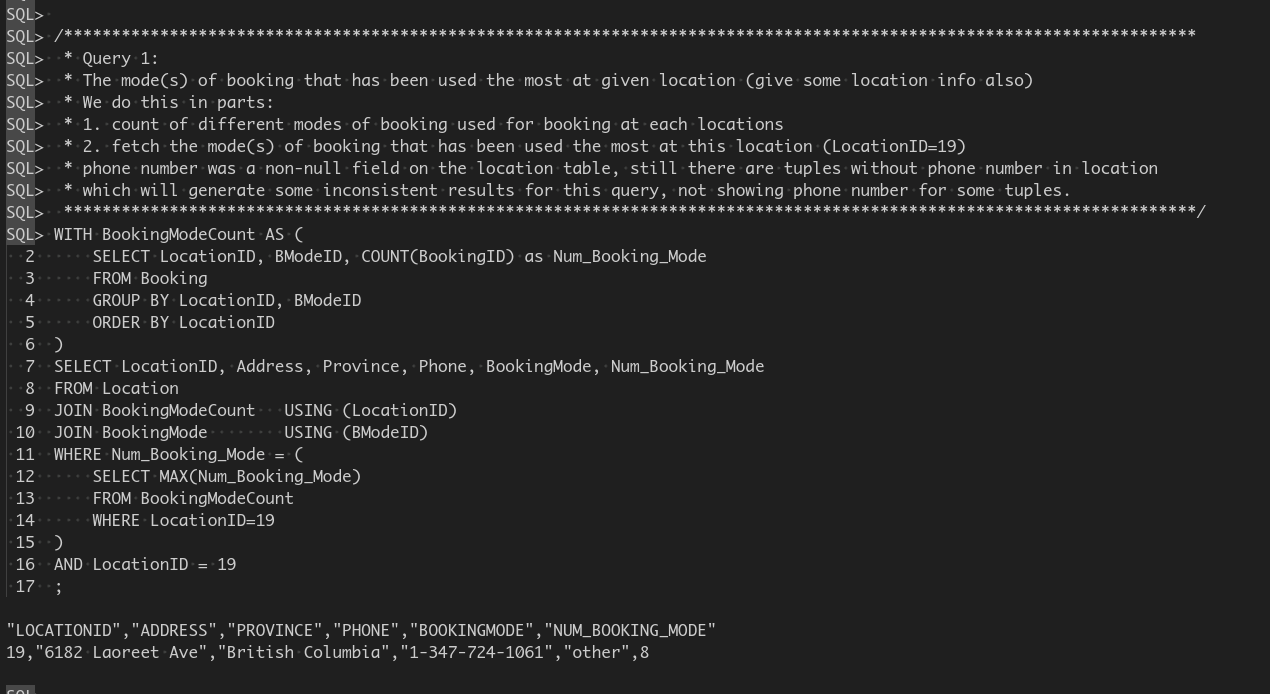 SQL>
SQL> /**********************************************************************************************************************
SQL>  * Query 1:
SQL>  * The mode(s) of booking that has been used the most at given location (give some location info also)
SQL>  * We do this in parts:
SQL>  * 1. count of different modes of booking used for booking at each locations
SQL>  * 2. fetch the mode(s) of booking that has been used the most at this location (LocationID=19)
SQL>  * phone number was a non-null field on the location table, still there are tuples without phone number in location
SQL>  * which will generate some inconsistent results for this query, not showing phone number for some tuples.
SQL>  **********************************************************************************************************************/
SQL> WITH BookingModeCount AS (
  2      SELECT LocationID, BModeID, COUNT(BookingID) as Num_Booking_Mode
  3      FROM Booking
  4      GROUP BY LocationID, BModeID
  5      ORDER BY LocationID
  6  )
  7  SELECT LocationID, Address, Province, Phone, BookingMode, Num_Booking_Mode
  8  FROM Location
  9  JOIN BookingModeCount   USING (LocationID)
 10  JOIN BookingMode        USING (BModeID)
 11  WHERE Num_Booking_Mode = (
 12      SELECT MAX(Num_Booking_Mode)
 13      FROM BookingModeCount
 14      WHERE LocationID=19
 15  )
 16  AND LocationID = 19
 17  ;
"LOCATIONID","ADDRESS","PROVINCE","PHONE","BOOKINGMODE","NUM_BOOKING_MODE"
19,"6182 Laoreet Ave","British Columbia","1-347-724-1061","other",8
SQL